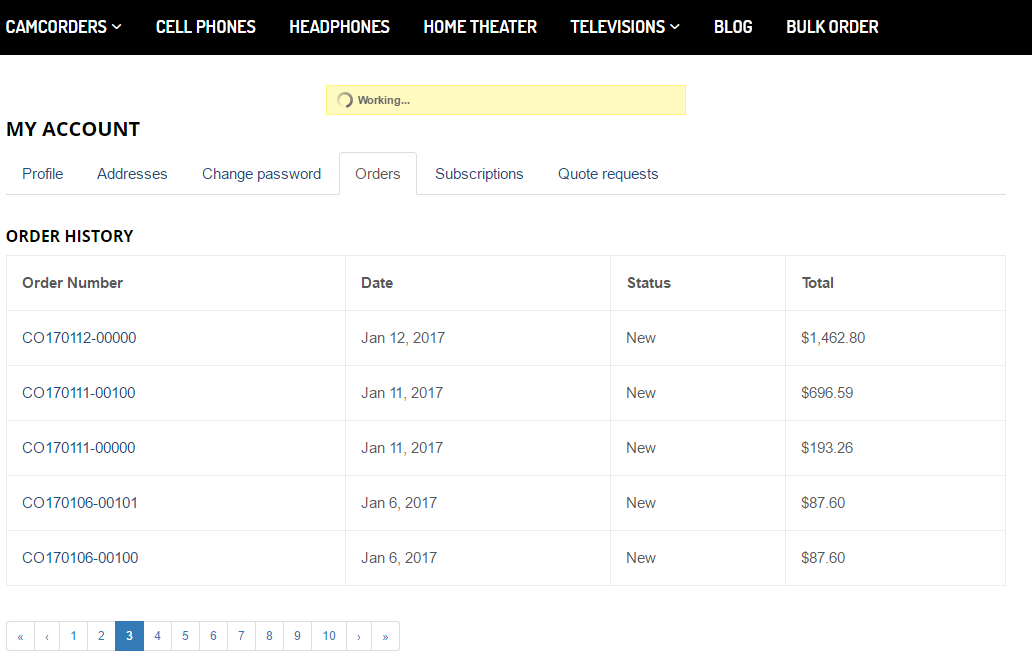 CAMCORDERS CELL PHONES HEADPHONES HOME THEATER TELEVISIONS BLOG BULK ORDER
Working...
MY ACCOUNT
Profile Addresses Change password Orders Subscriptions Quote requests
ORDER HISTORY
Order Number Date Status Total
CO170112-00000 Jan 12, 2017 New $1,462.80
CO170111-00100 Jan 11, 2017 New $696.59
CO170111-00000 Jan 11, 2017 New $193.26
CO170106-00101 Jan 6, 2017 New $87.60
CO170106-00100 Jan 6, 2017 New $87.60
« ‹ 1 2 3 4 5 6 7 8 9 10 › »